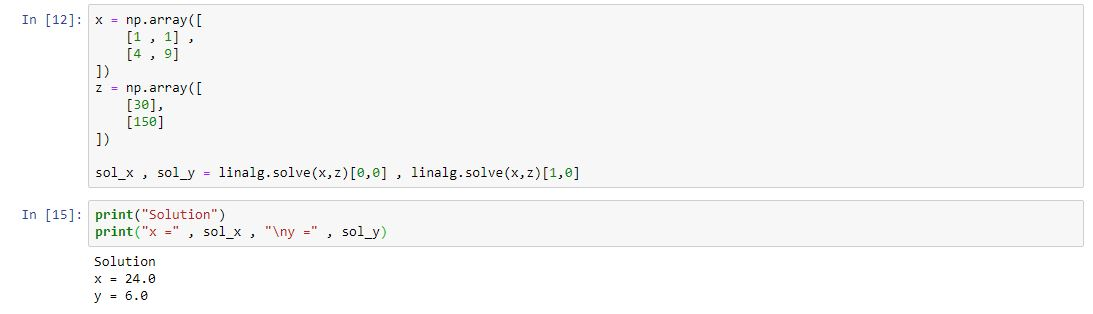 In [12]: x = np.array([
    [1 , 1] ,
    [4 , 9]
])
z = np.array([
    [30],
    [150]
])

sol_x , sol_y = linalg.solve(x,z)[0,0] , linalg.solve(x,z)[1,0]
In [15]: print("Solution")
print("x =" , sol_x , "\ny =" , sol_y)
Solution
x = 24.0
y = 6.0